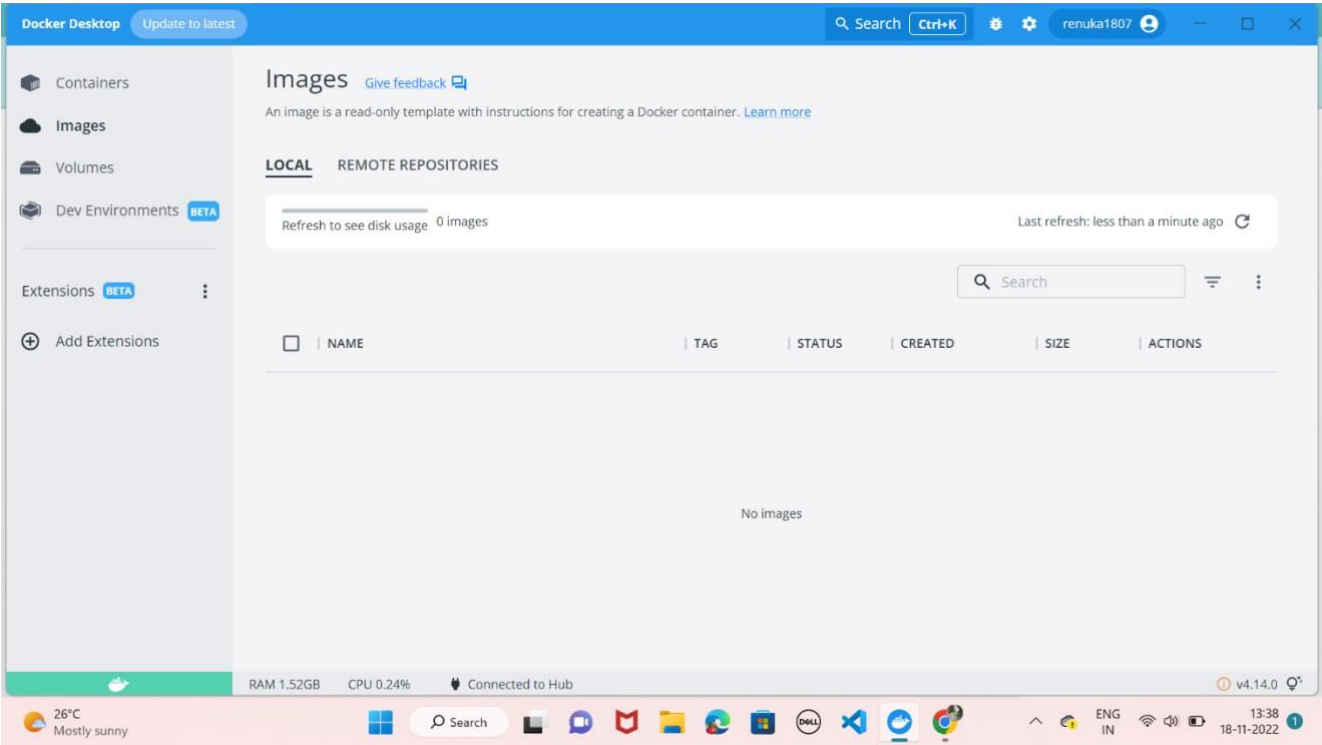 Docker Desktop Update to latest Search Ctrl+K renuka1807
Containers
Images
Volumes
Dev Environments BETA
Extensions BETA
Add Extensions
Images Give feedback
An image is a read-only template with instructions for creating a Docker container. Learn more
LOCAL REMOTE REPOSITORIES
Refresh to see disk usage 0 images Last refresh: less than a minute ago
Search
NAME TAG STATUS CREATED SIZE ACTIONS
No images
RAM 1.52GB CPU 0.24% Connected to Hub v4.14.0
26°C
Mostly sunny
Search
DELL
ENG
IN
13:38
18-11-2022
1